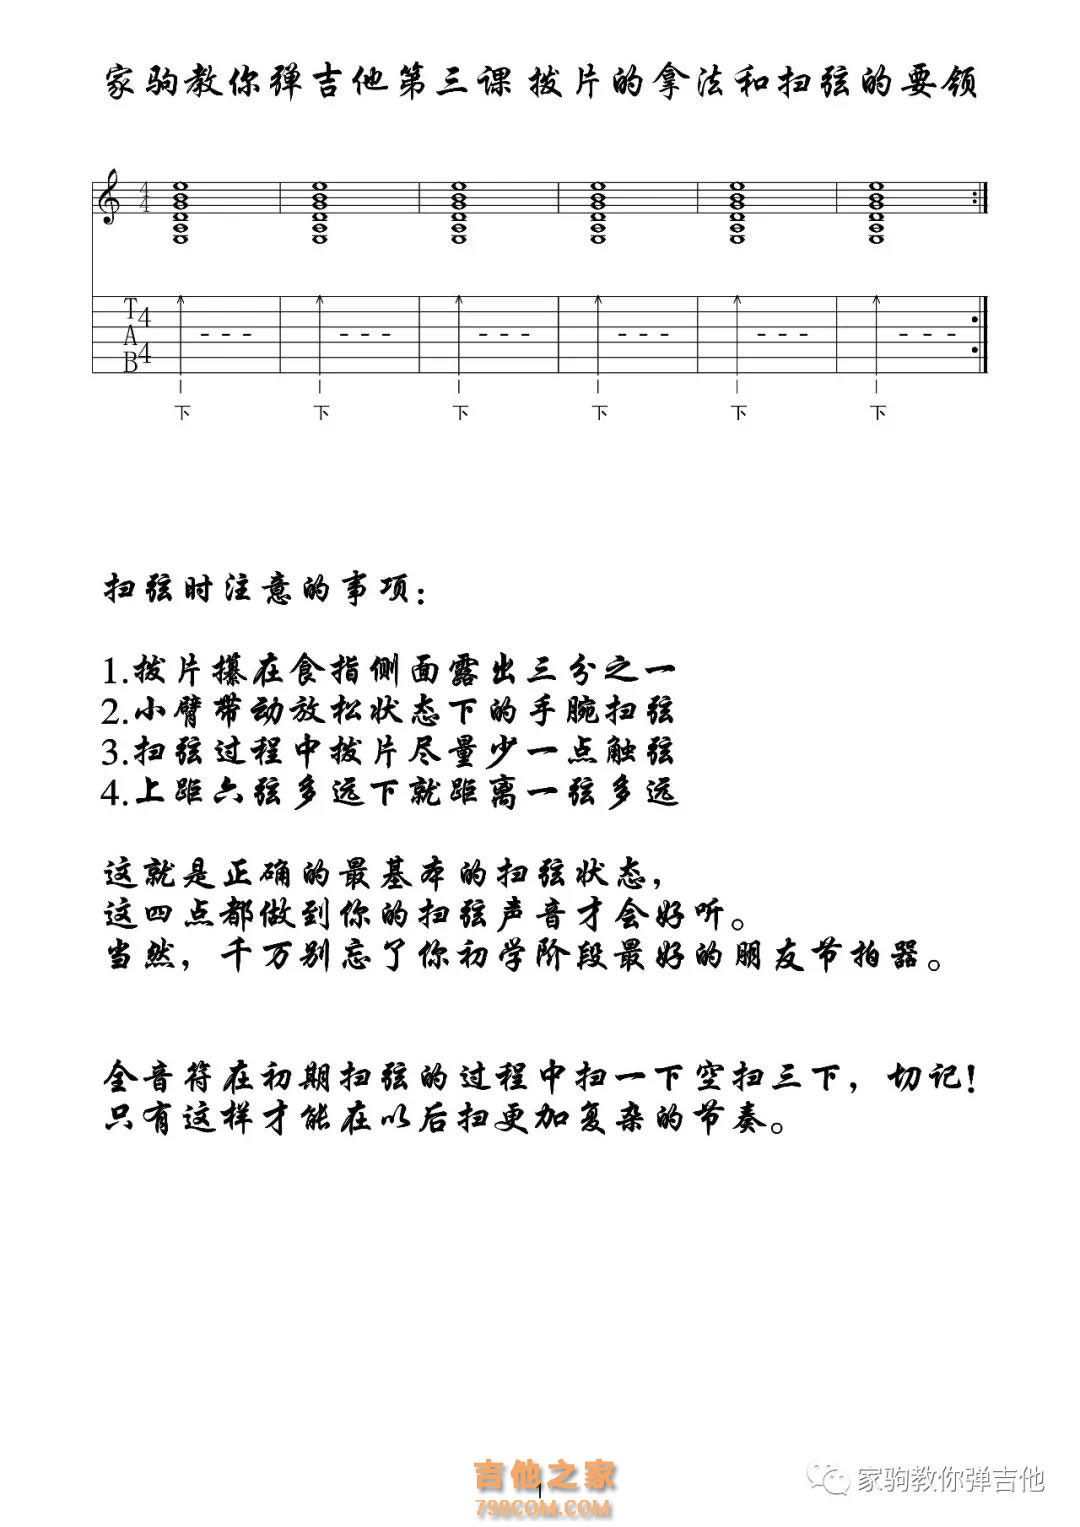 家驹教你弹吉他第三课 拨片的拿法和扫弦的要领
4
4
T
A
B
4
4
- - - - - - - - - - - - - - - - - -
下 下 下 下 下 下
扫弦时注意的事项：
1.拨片攥在食指侧面露出三分之一
2.小臂带动放松状态下的手腕扫弦
3.扫弦过程中拨片尽量少一点触弦
4.上距六弦多远下就距离一弦多远
这就是正确的最基本的扫弦状态，
这四点都做到你的扫弦声音才会好听。
当然，千万别忘了你初学阶段最好的朋友节拍器。
全音符在初期扫弦的过程中扫一下空扫三下，切记！
只有这样才能在以后扫更加复杂的节奏。
吉他之家
798COM.COM
1
家驹教你弹吉他